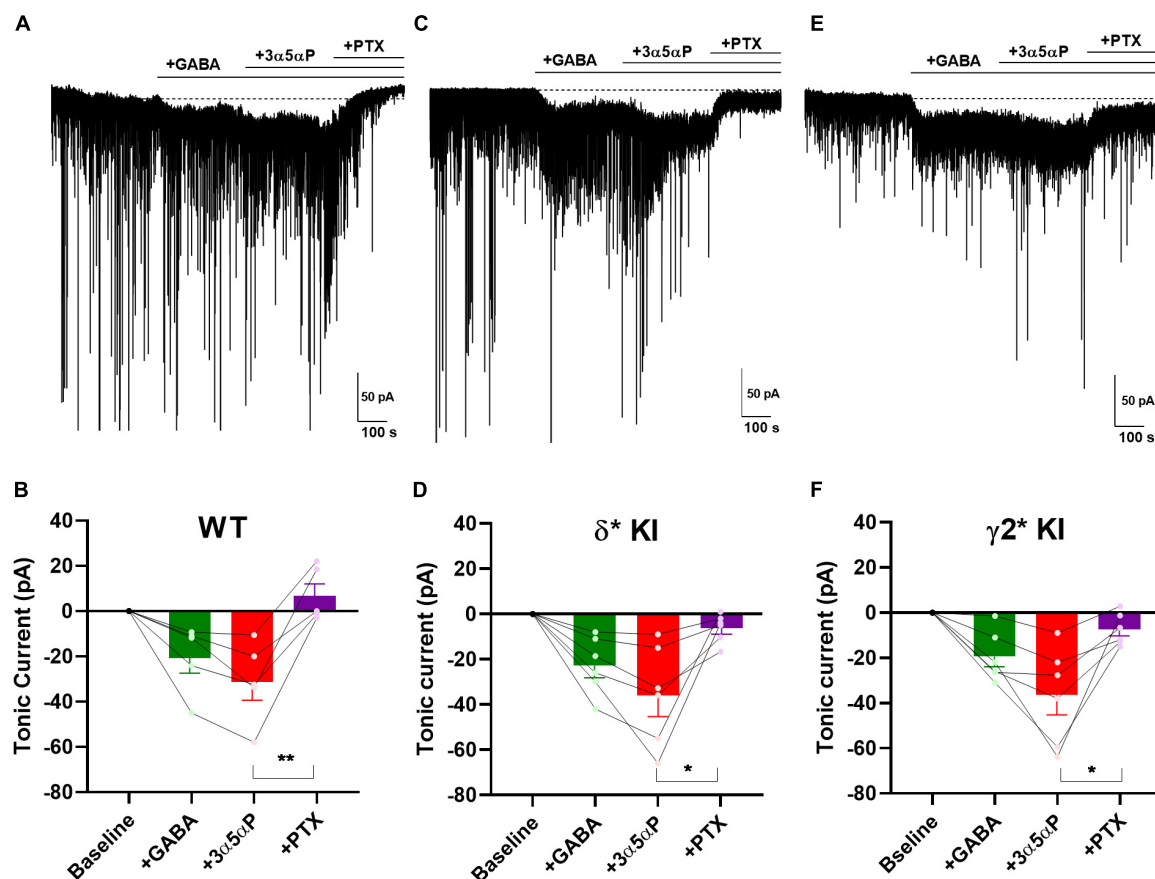 A
+PTX
+3α5αP
+GABA
50 pA
100 s
C
+PTX
+3α5αP
+GABA
50 pA
100 s
E
+PTX
+3α5αP
+GABA
50 pA
100 s
B
WT
Tonic current (pA)
40
20
0
-20
-40
-60
-80
**
Baseline
+GABA
+3α5αP
+PTX
D
δ* KI
Tonic current (pA)
40
20
0
-20
-40
-60
-80
*
Baseline
+GABA
+3α5αP
+PTX
F
γ2* KI
Tonic current (pA)
40
20
0
-20
-40
-60
-80
*
Bseline
+GABA
+3α5αP
+PTX